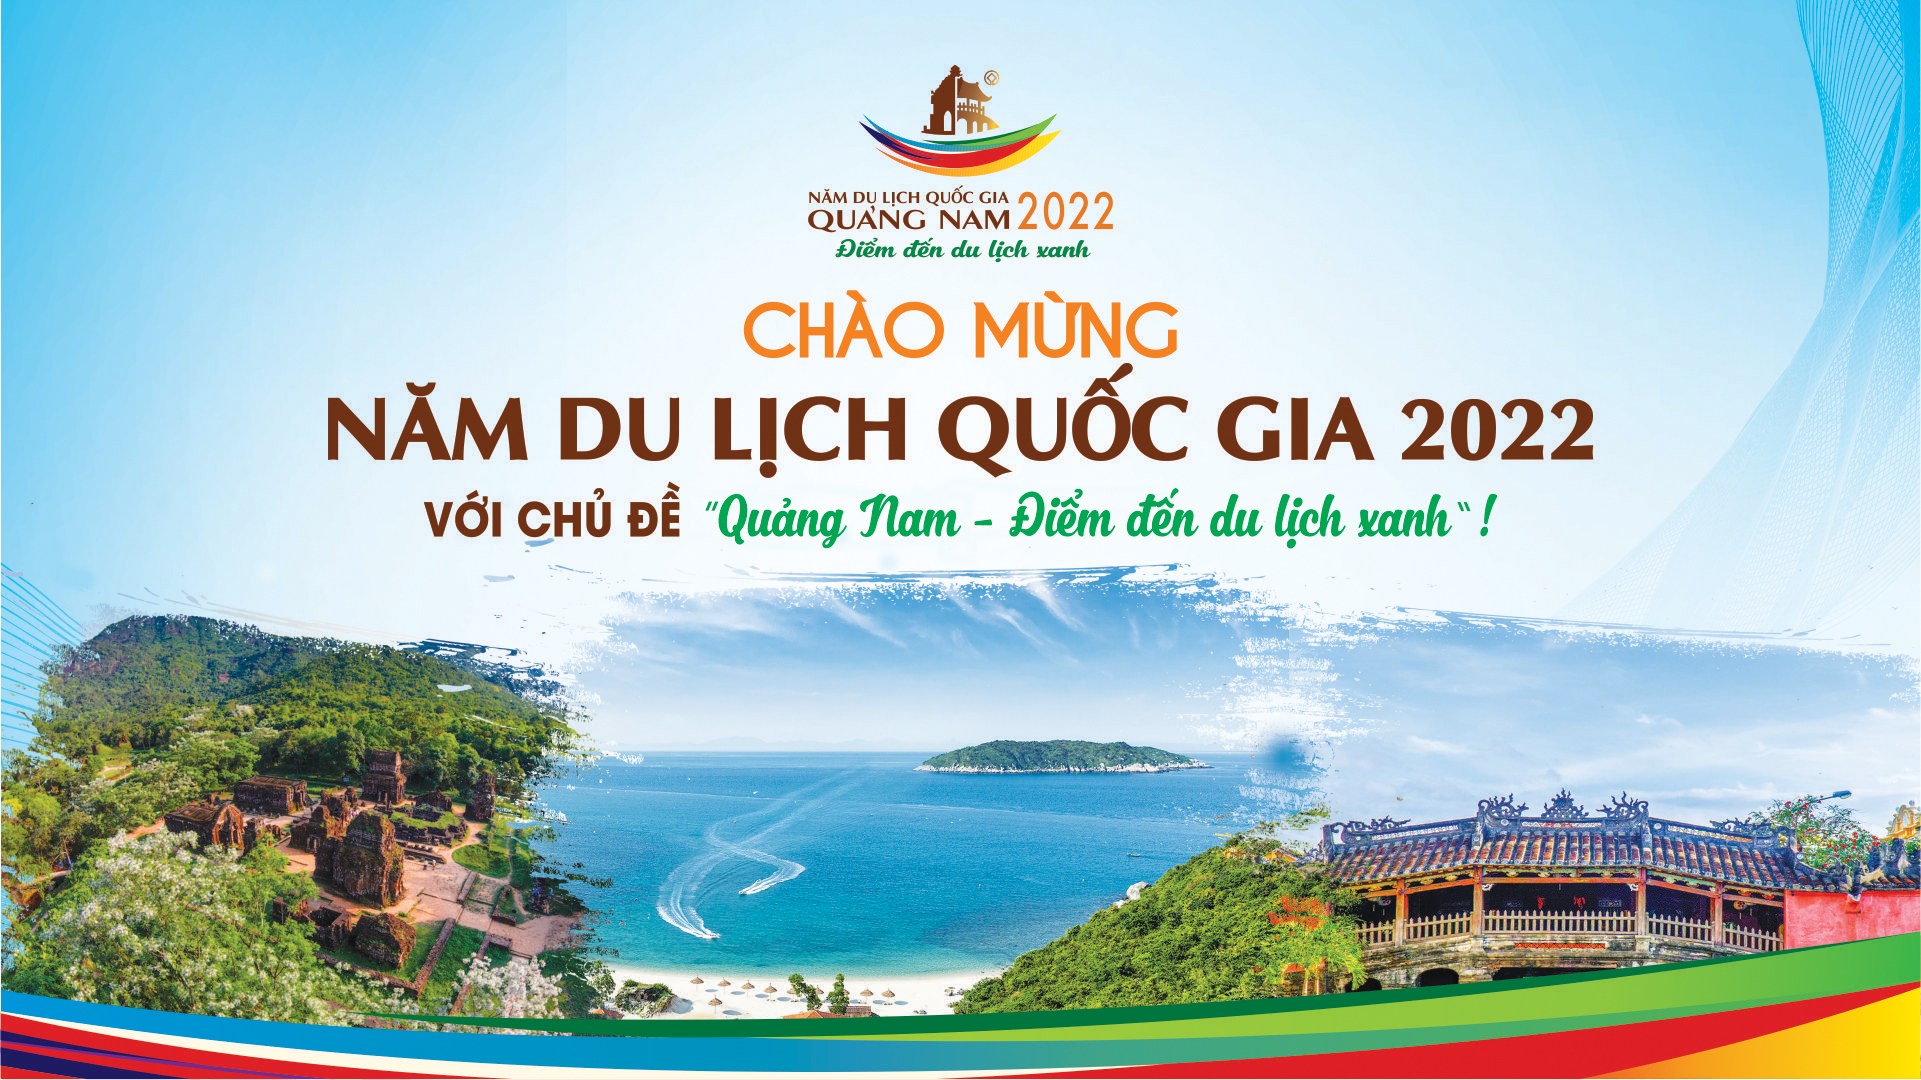 NĂM DU LỊCH QUỐC GIA
QUẢNG NAM 2022
Điểm đến du lịch xanh
CHÀO MỪNG
NĂM DU LỊCH QUỐC GIA 2022
VỚI CHỦ ĐỀ "Quảng Nam - Điểm đến du lịch xanh" !